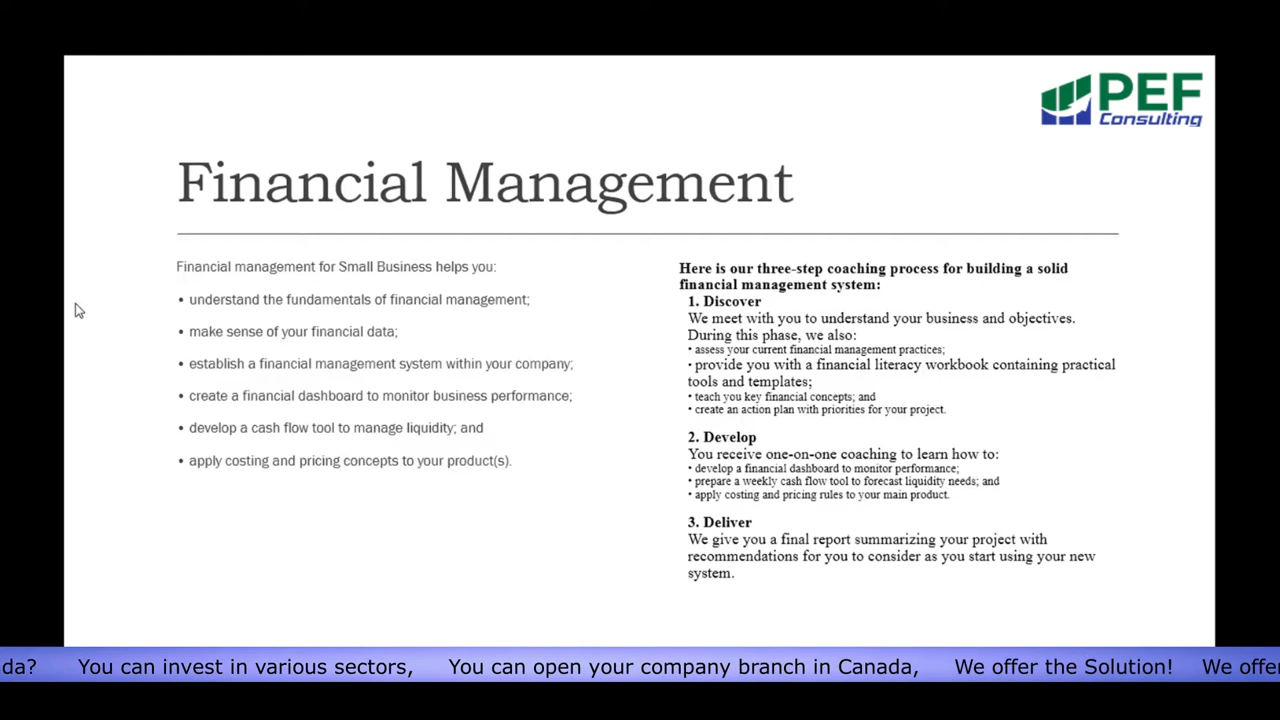 PEF
Consulting
Financial Management
Financial management for Small Business helps you:
• understand the fundamentals of financial management;
• make sense of your financial data;
• establish a financial management system within your company;
• create a financial dashboard to monitor business performance;
• develop a cash flow tool to manage liquidity; and
• apply costing and pricing concepts to your product(s).
Here is our three-step coaching process for building a solid
financial management system:
1. Discover
We meet with you to understand your business and objectives.
During this phase, we also:
• assess your current financial management practices;
• provide you with a financial literacy workbook containing practical
tools and templates;
• teach you key financial concepts; and
• create an action plan with priorities for your project.
2. Develop
You receive one-on-one coaching to learn how to:
• develop a financial dashboard to monitor performance;
• prepare a weekly cash flow tool to forecast liquidity needs; and
• apply costing and pricing rules to your main product.
3. Deliver
We give you a final report summarizing your project with
recommendations for you to consider as you start using your new
system.
da? You can invest in various sectors, You can open your company branch in Canada, We offer the Solution! We offe